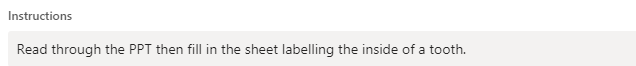 Instructions
Read through the PPT then fill in the sheet labelling the inside of a tooth.